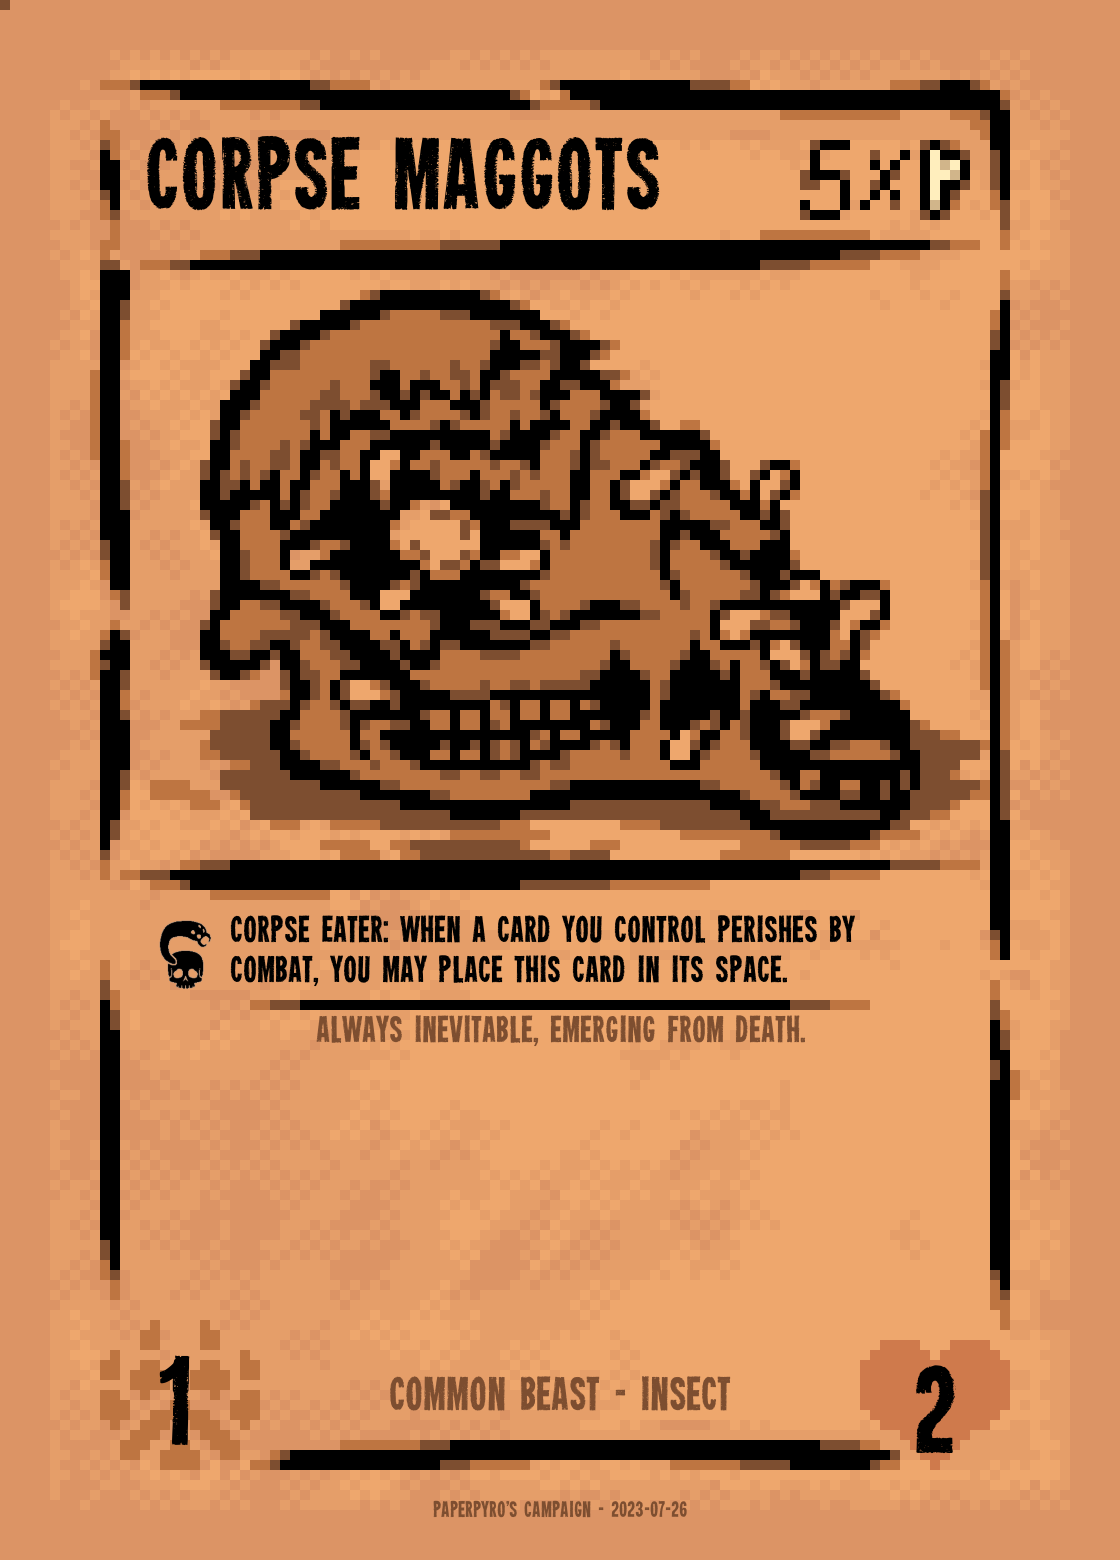 CORPSE MAGGOTS
5x
CORPSE EATER: WHEN A CARD YOU CONTROL PERISHES BY
COMBAT, YOU MAY PLACE THIS CARD IN ITS SPACE.
ALWAYS INEVITABLE, EMERGING FROM DEATH.
1
COMMON BEAST - INSECT
2
PAPERPYRO'S CAMPAIGN - 2023-07-26